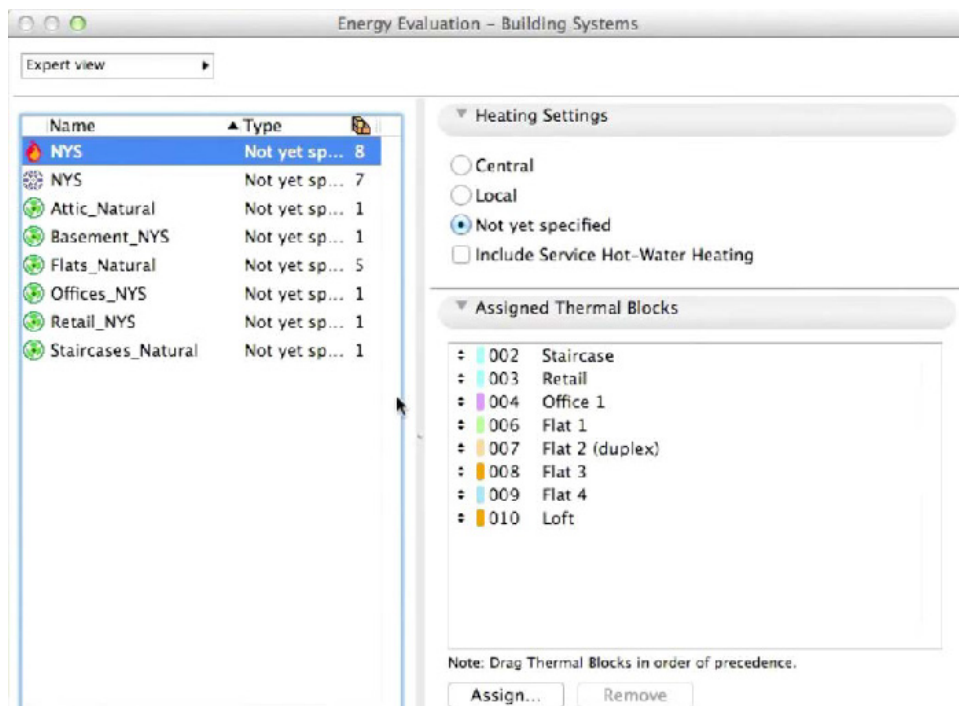 Energy Evaluation – Building Systems
Expert view
Name Type
NYS Not yet sp... 8
NYS Not yet sp... 7
Attic_Natural Not yet sp... 1
Basement_NYS Not yet sp... 1
Flats_Natural Not yet sp... 5
Offices_NYS Not yet sp... 1
Retail_NYS Not yet sp... 1
Staircases_Natural Not yet sp... 1
Heating Settings
Central
Local
Not yet specified
Include Service Hot-Water Heating
Assigned Thermal Blocks
002 Staircase
003 Retail
004 Office 1
006 Flat 1
007 Flat 2 (duplex)
008 Flat 3
009 Flat 4
010 Loft
Note: Drag Thermal Blocks in order of precedence.
Assign... Remove